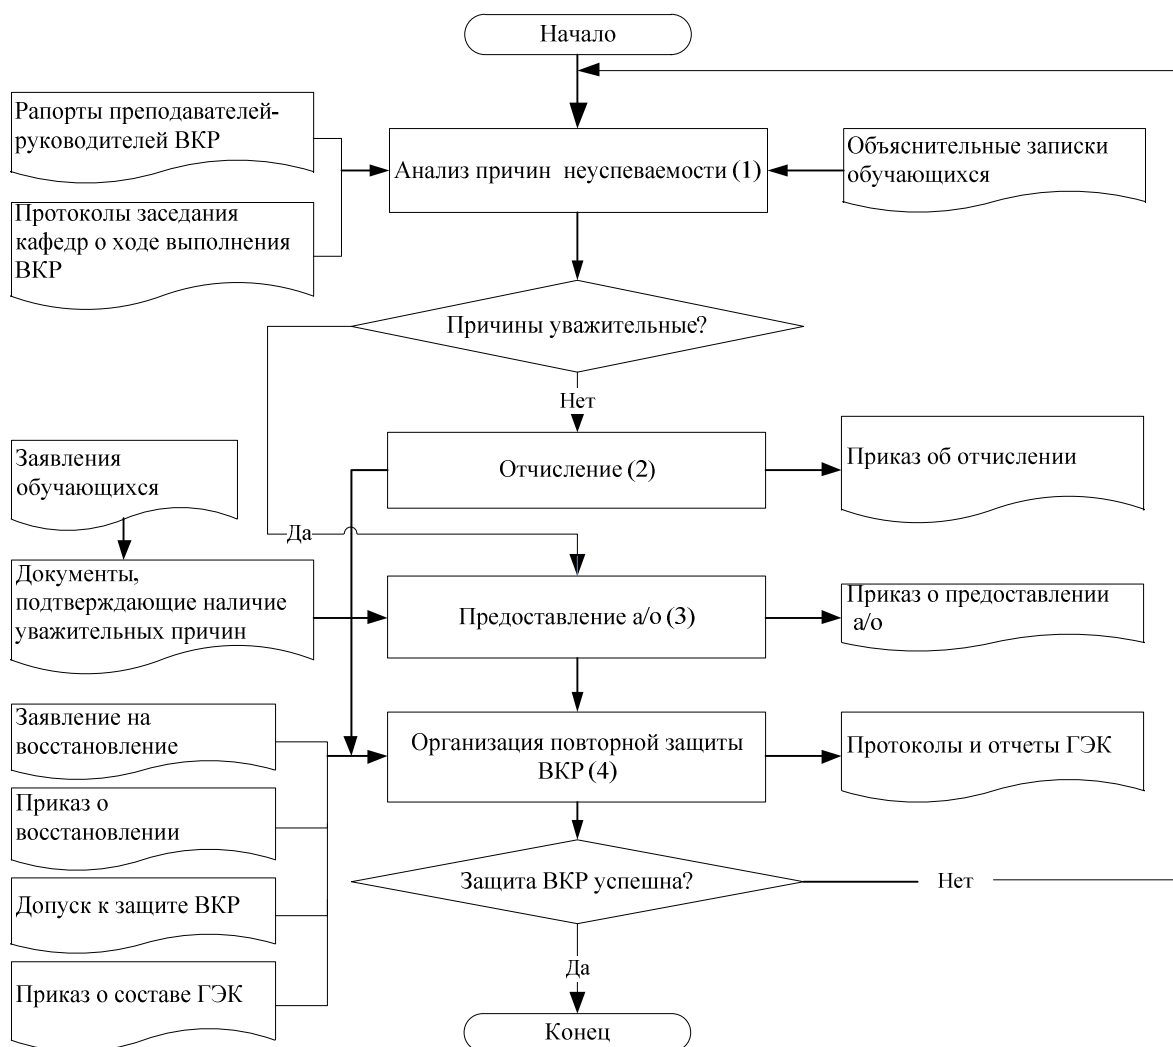 Начало
Рапорты преподавателей-
руководителей ВКР
Анализ причин неуспеваемости (1)
Объяснительные записки
обучающихся
Протоколы заседания
кафедр о ходе выполнения
ВКР
Причины уважительные?
Нет
Заявления
обучающихся
Отчисление (2)
Приказ об отчислении
Да
Документы,
подтверждающие наличие
уважительных причин
Предоставление а/о (3)
Приказ о предоставлении
а/о
Заявление на
восстановление
Организация повторной защиты
ВКР (4)
Протоколы и отчеты ГЭК
Приказ о
восстановлении
Защита ВКР успешна?
Нет
Допуск к защите ВКР
Да
Приказ о составе ГЭК
Конец